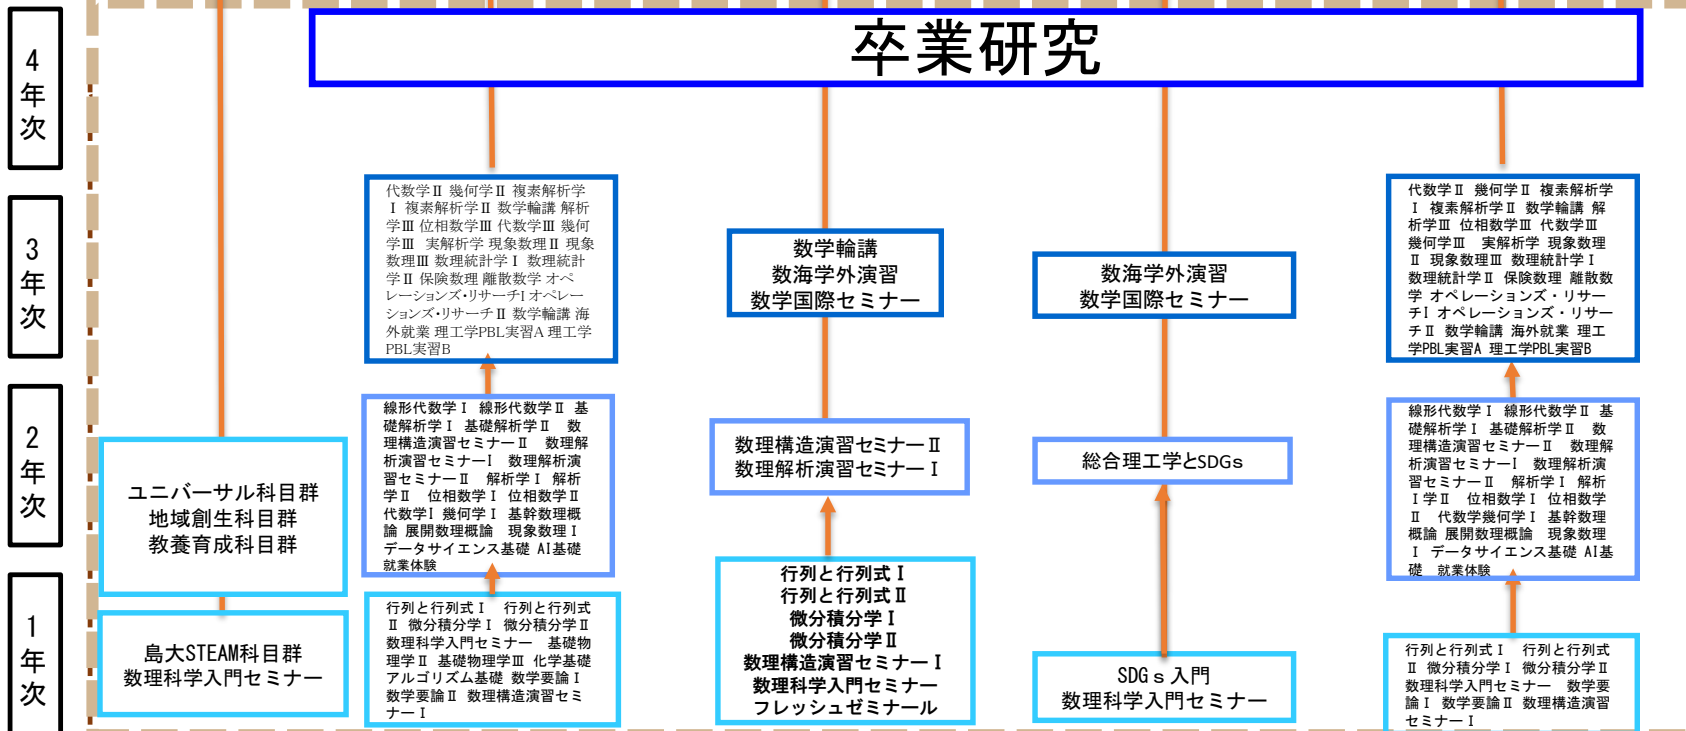 4
年
次
卒業研究
3
年
次
代数学Ⅱ 幾何学Ⅱ 複素解析学
Ⅰ 複素解析学Ⅱ 数学輪講 解析
学Ⅲ 位相数学Ⅲ 代数学Ⅲ 幾何
学Ⅲ 実解析学 現象数理Ⅱ 現象
数理Ⅲ 数理統計学Ⅰ 数理統計
学Ⅱ 保険数理 離散数学 オペ
レーションズ・リサーチI オペレー
ションズ・リサーチⅡ 数学輪講 海
外就業 理工学PBL実習A 理工学
PBL実習B
数学輪講
数海学外演習
数学国際セミナー
数海学外演習
数学国際セミナー
代数学Ⅱ 幾何学Ⅱ 複素解析学
Ⅰ 複素解析学Ⅱ 数学輪講 解
析学Ⅲ 位相数学Ⅲ 代数学Ⅲ
幾何学Ⅲ 実解析学 現象数理
Ⅱ 現象数理Ⅲ 数理統計学Ⅰ
数理統計学Ⅱ 保険数理 離散数
学 オペレーションズ・リサー
チI オペレーションズ・リサー
チⅡ 数学輪講 海外就業 理工
学PBL実習A 理工学PBL実習B
2
年
次
ユニバーサル科目群
地域創生科目群
教養育成科目群
線形代数学Ⅰ 線形代数学Ⅱ 基
礎解析学Ⅰ 基礎解析学Ⅱ 数
理構造演習セミナーⅡ 数理解
析演習セミナーI 数理解析演
習セミナーⅡ 解析学Ⅰ 解析
学Ⅱ 位相数学Ⅰ 位相数学Ⅱ
代数学I 幾何学Ⅰ 基幹数理概
論 展開数理概論 現象数理Ⅰ
データサイエンス基礎 AI基礎
就業体験
数理構造演習セミナーⅡ
数理解析演習セミナーⅠ
総合理工学とSDGs
線形代数学Ⅰ 線形代数学Ⅱ 基
礎解析学Ⅰ 基礎解析学Ⅱ 数
理構造演習セミナーⅡ 数理解
析演習セミナーI 数理解析演
習セミナーⅡ 解析学Ⅰ 解析
Ⅰ学Ⅱ 位相数学Ⅰ 位相数学
Ⅱ 代数学幾何学Ⅰ 基幹数理
概論 展開数理概論 現象数理
Ⅰ データサイエンス基礎 AI基
礎 就業体験
1
年
次
島大STEAM科目群
数理科学入門セミナー
行列と行列式Ⅰ 行列と行列式
Ⅱ 微分積分学Ⅰ 微分積分学Ⅱ
数理科学入門セミナー 基礎物
理学Ⅱ 基礎物理学Ⅲ 化学基礎
アルゴリズム基礎 数学要論Ⅰ
数学要論Ⅱ 数理構造演習セミ
ナーⅠ
行列と行列式Ⅰ
行列と行列式Ⅱ
微分積分学Ⅰ
微分積分学Ⅱ
数理構造演習セミナーⅠ
数理科学入門セミナー
フレッシュゼミナール
SDGｓ入門
数理科学入門セミナー
行列と行列式Ⅰ 行列と行列式
Ⅱ 微分積分学Ⅰ 微分積分学Ⅱ
数理科学入門セミナー 数学要
論Ⅰ 数学要論Ⅱ 数理構造演習
セミナーⅠ